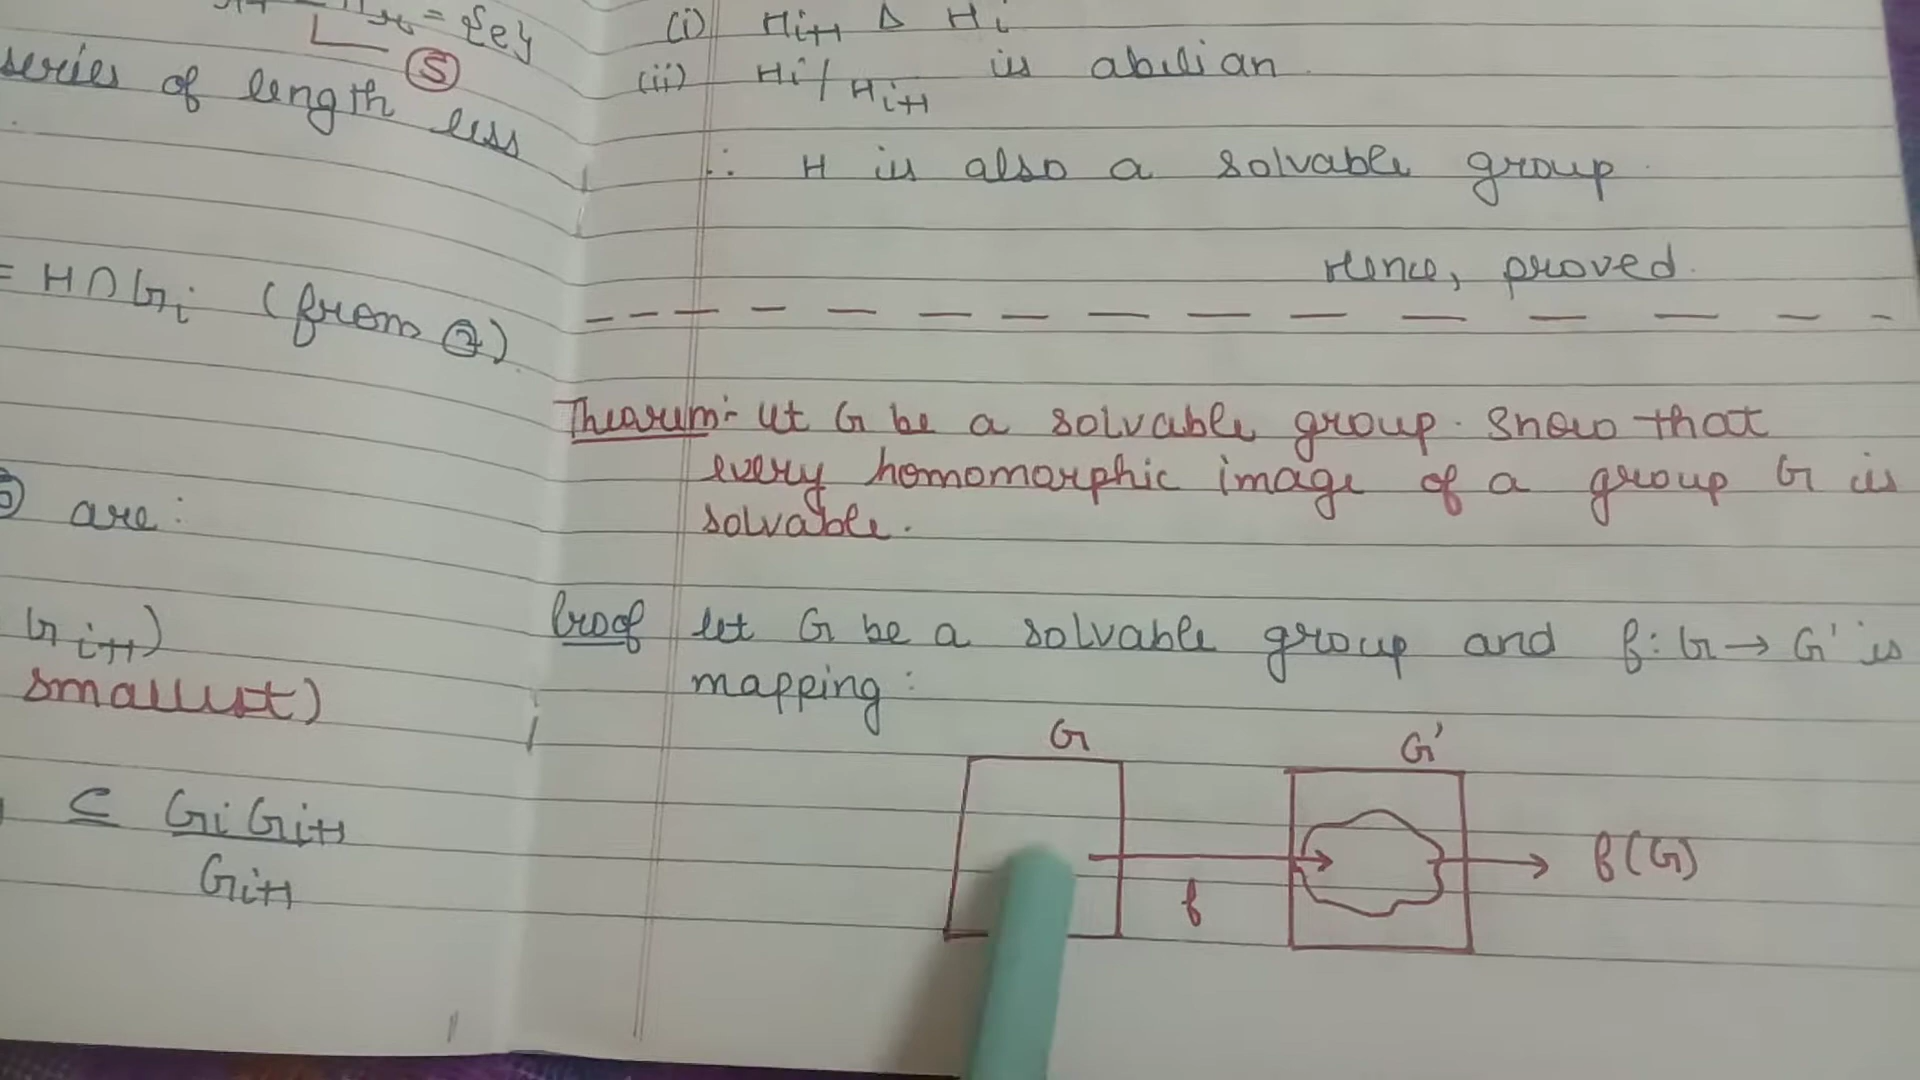 = {e}
(5)
series of length less
= H∩Gi (from ②)
are :
Gi+1)
smallest)
⊆ GiGi+1
Gi+1
(i) Hi+1 Δ Hi
(ii) Hi/Hi+1 is abelian
∴ H is also a solvable group
Hence, proved.
Theorum:- let G be a solvable group. Show that
every homomorphic image of a group G is
solvable.
Proof let G be a solvable group and f: G → G' is
mapping:
G G'
f f(G)